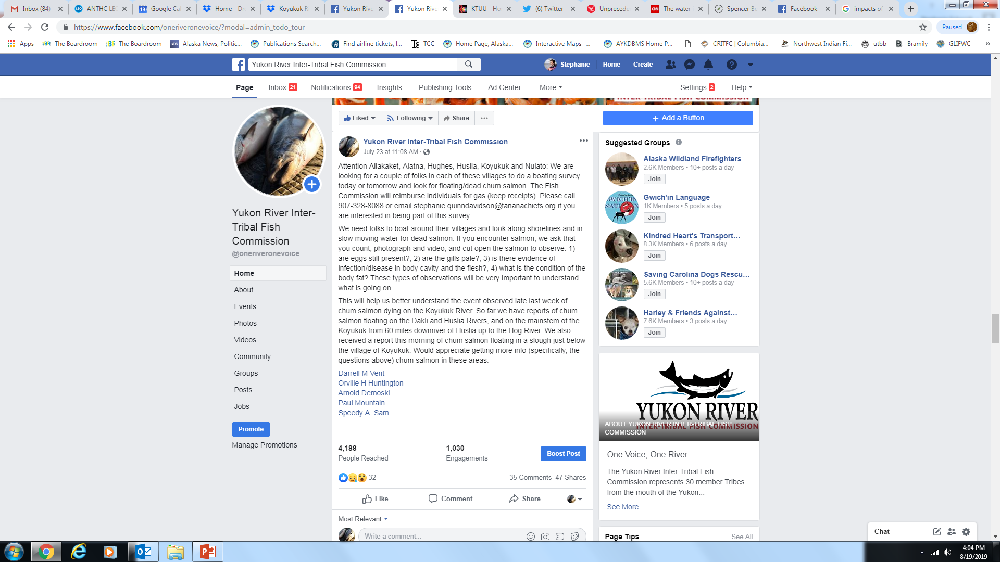 Inbox (84)
ANTHC LE
Google Ca
Home - Dr
Koyukuk R
Yukon Rive
Yukon Rive
KTUU - Ho
(6) Twitter
Unprecede
The water
Spencer Be
Facebook
impacts of
https://www.facebook.com/oneriveronevoice/?modal=admin_todo_tour
Paused
Apps
The Boardroom
The Boardroom
Alaska News, Politic...
Publications Search...
Find airline tickets, l...
TCC
Home Page, Alaska...
Interactive Maps -...
AYKDBMS Home P...
CRITFC | Columbia...
Northwest Indian Fi...
utbb
Bramily
GLIFWC
»
Yukon River Inter-Tribal Fish Commission
Stephanie
Home
Create
Page
Inbox 21
Notifications 94
Insights
Publishing Tools
Ad Center
More
Settings 2
Help
INTER-TRIBAL FISH COMMISSION
Liked
Following
Share
...
+ Add a Button
Yukon River Inter-Tribal Fish Commission
@oneriveronevoice
Home
About
Events
Photos
Videos
Community
Groups
Posts
Jobs
Promote
Manage Promotions
Yukon River Inter-Tribal Fish Commission
July 23 at 11:08 AM ·
Attention Allakaket, Alatna, Hughes, Huslia, Koyukuk and Nulato: We are
looking for a couple of folks in each of these villages to do a boating survey
today or tomorrow and look for floating/dead chum salmon. The Fish
Commission will reimburse individuals for gas (keep receipts). Please call
907-328-8088 or email stephanie.quinndavidson@tananachiefs.org if you
are interested in being part of this survey.
We need folks to boat around their villages and look along shorelines and in
slow moving water for dead salmon. If you encounter salmon, we ask that
you count, photograph and video, and cut open the salmon to observe: 1)
are eggs still present?, 2) are the gills pale?, 3) is there evidence of
infection/disease in body cavity and the flesh?, 4) what is the condition of the
body fat? These types of observations will be very important to understand
what is going on.
This will help us better understand the event observed late last week of
chum salmon dying on the Koyukuk River. So far we have reports of chum
salmon floating on the Dakli and Huslia Rivers, and on the mainstem of the
Koyukuk from 60 miles downriver of Huslia up to the Hog River. We also
received a report this morning of chum salmon floating in a slough just below
the village of Koyukuk. Would appreciate getting more info (specifically, the
questions above) chum salmon in these areas.
Darrell M Vent
Orville H Huntington
Arnold Demoski
Paul Mountain
Speedy A. Sam
4,188
People Reached
1,030
Engagements
Boost Post
32
35 Comments 47 Shares
Like
Comment
Share
Most Relevant
Write a comment...
GIF
Suggested Groups
Alaska Wildland Firefighters
2.6K Members • 10+ posts a day
Join
Gwich'in Language
1K Members • 5 posts a day
Join
Kindred Heart's Transport...
8.3K Members • 6 posts a day
Join
Saving Carolina Dogs Rescu...
5.6K Members • 10+ posts a day
Join
Harley & Friends Against...
7.6K Members • 3 posts a day
Join
YUKON RIVER
INTER-TRIBAL FISH COMMISSION
ABOUT YUKON RIVER INTER-TRIBAL FISH
COMMISSION
One Voice, One River
The Yukon River Inter-Tribal Fish
Commission represents 30 member Tribes
from the mouth of the Yukon...
See More
Page Tips
See All
Chat
4:04 PM
8/19/2019